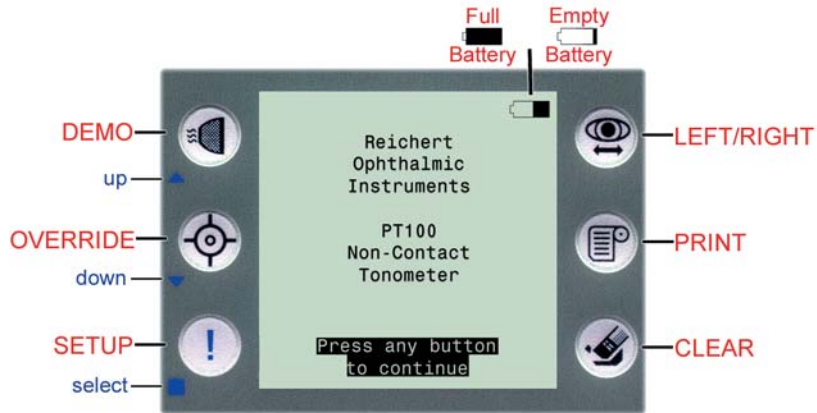 Full
Battery
Empty
Battery
DEMO
up
OVERRIDE
down
SETUP
select
Reichert
Ophthalmic
Instruments
PT100
Non-Contact
Tonometer
Press any button
to continue
!
LEFT/RIGHT
PRINT
CLEAR